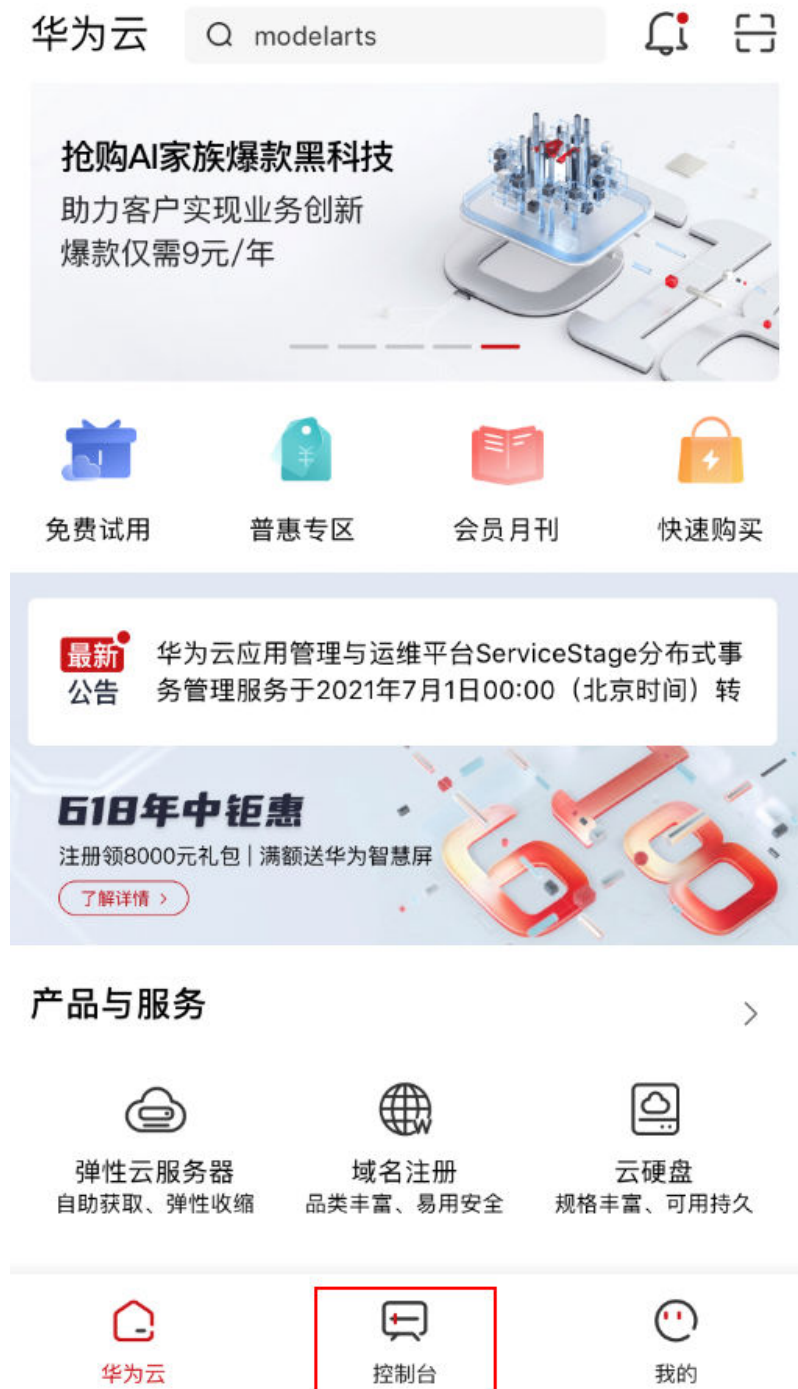 华为云
modelarts
抢购AI家族爆款黑科技
助力客户实现业务创新
爆款仅需9元/年
免费试用 普惠专区 会员月刊 快速购买
最新 华为云应用管理与运维平台ServiceStage分布式事
公告 务管理服务于2021年7月1日00:00（北京时间）转
618年中钜惠
注册领8000元礼包 | 满额送华为智慧屏
了解详情 >
产品与服务
弹性云服务器 域名注册 云硬盘
自助获取、弹性收缩 品类丰富、易用安全 规格丰富、可用持久
华为云 控制台 我的